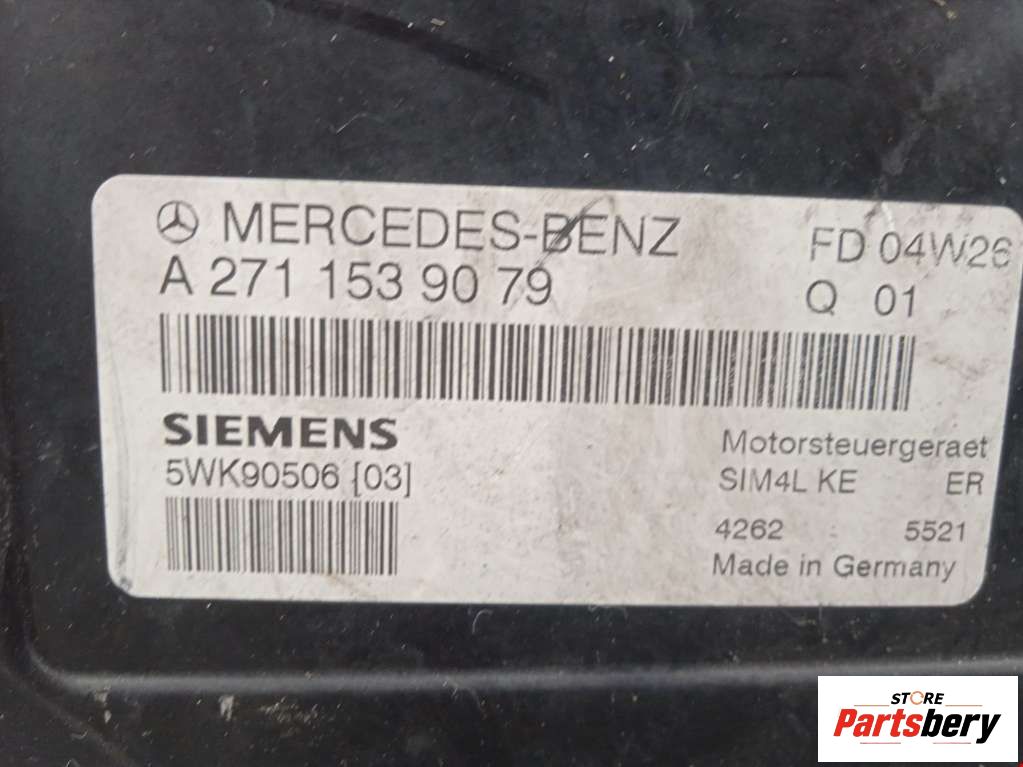 MERCEDES-BENZ FD 04W26
A 271 153 90 79 Q 01
SIEMENS Motorsteuergeraet
5WK90506 [03] SIM4L KE ER
4262 5521
Made in Germany
STORE
Partsbery